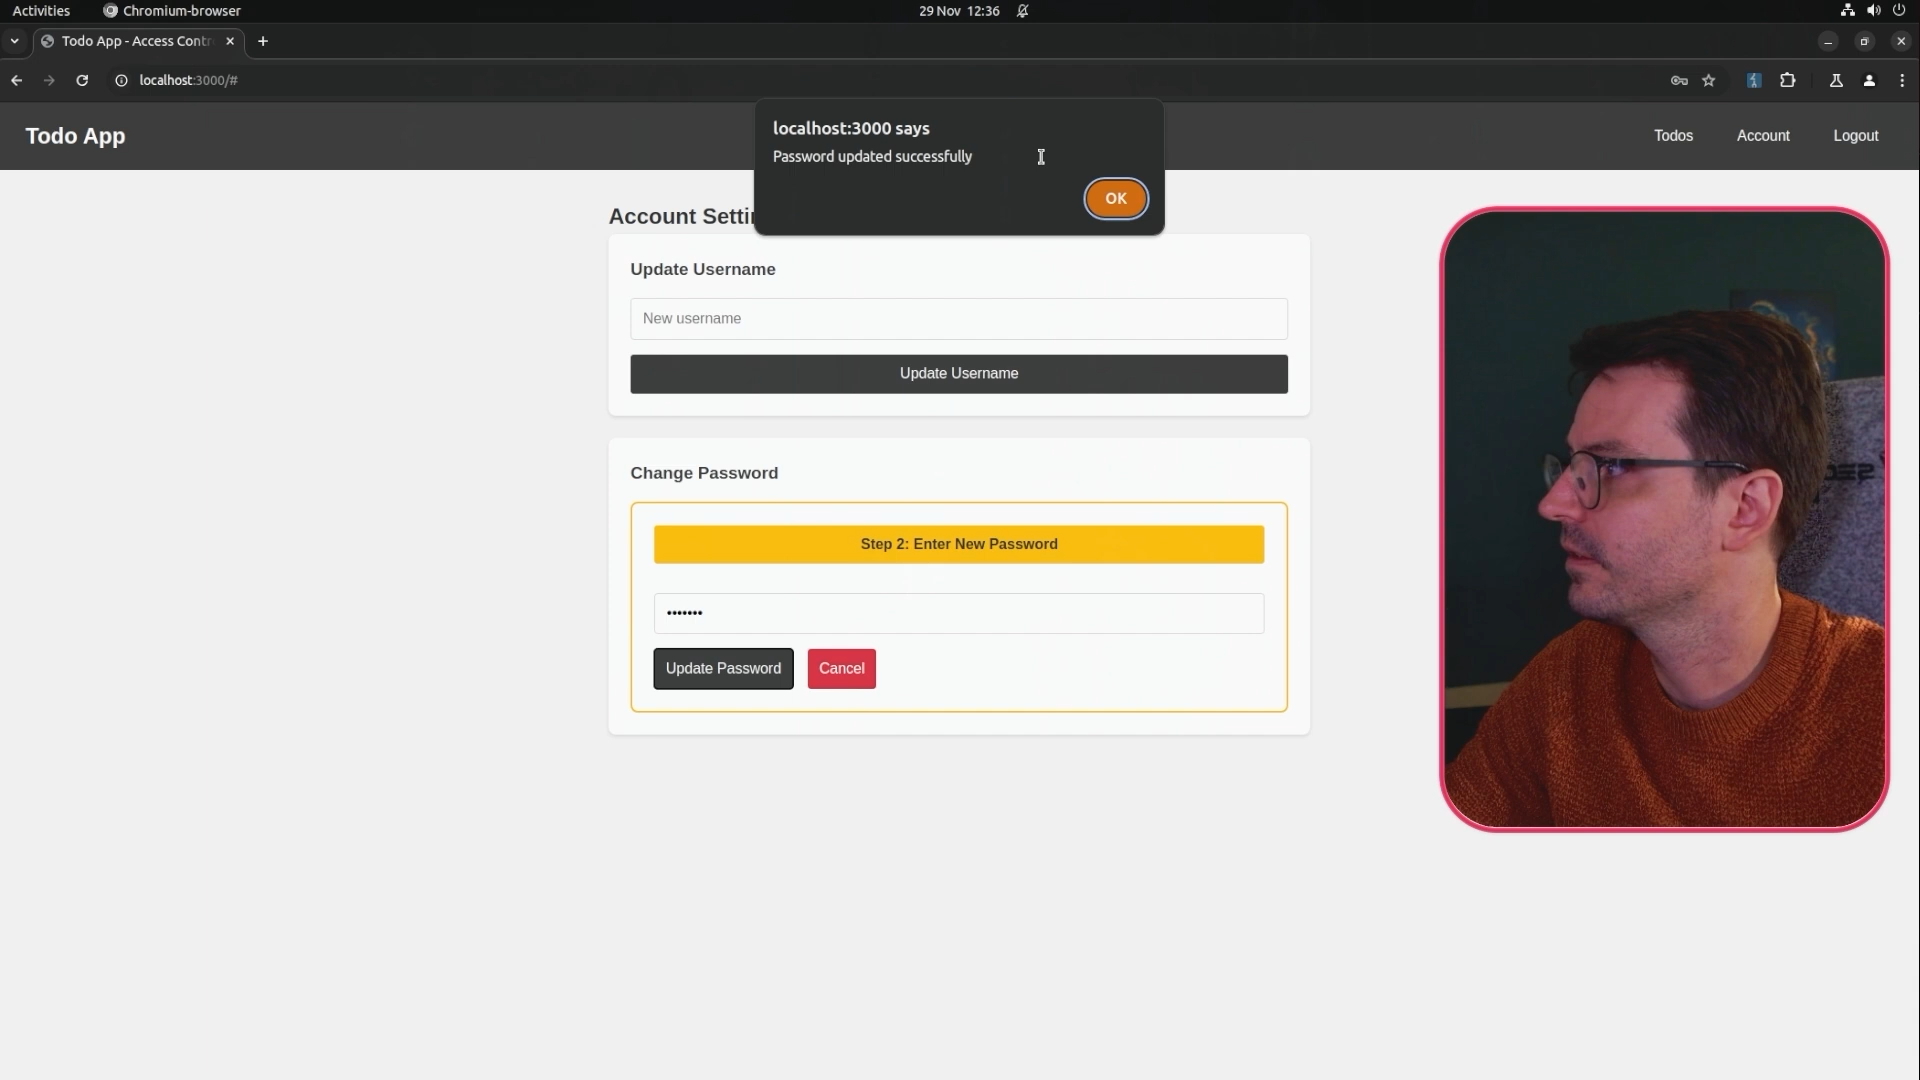 Activities
Chromium-browser
29 Nov 12:36
Todo App - Access Contr
localhost:3000/#
Todo App
Todos
Account
Logout
localhost:3000 says
Password updated successfully
OK
Account Settin
Update Username
New username
Update Username
Change Password
Step 2: Enter New Password
•••••••
Update Password
Cancel